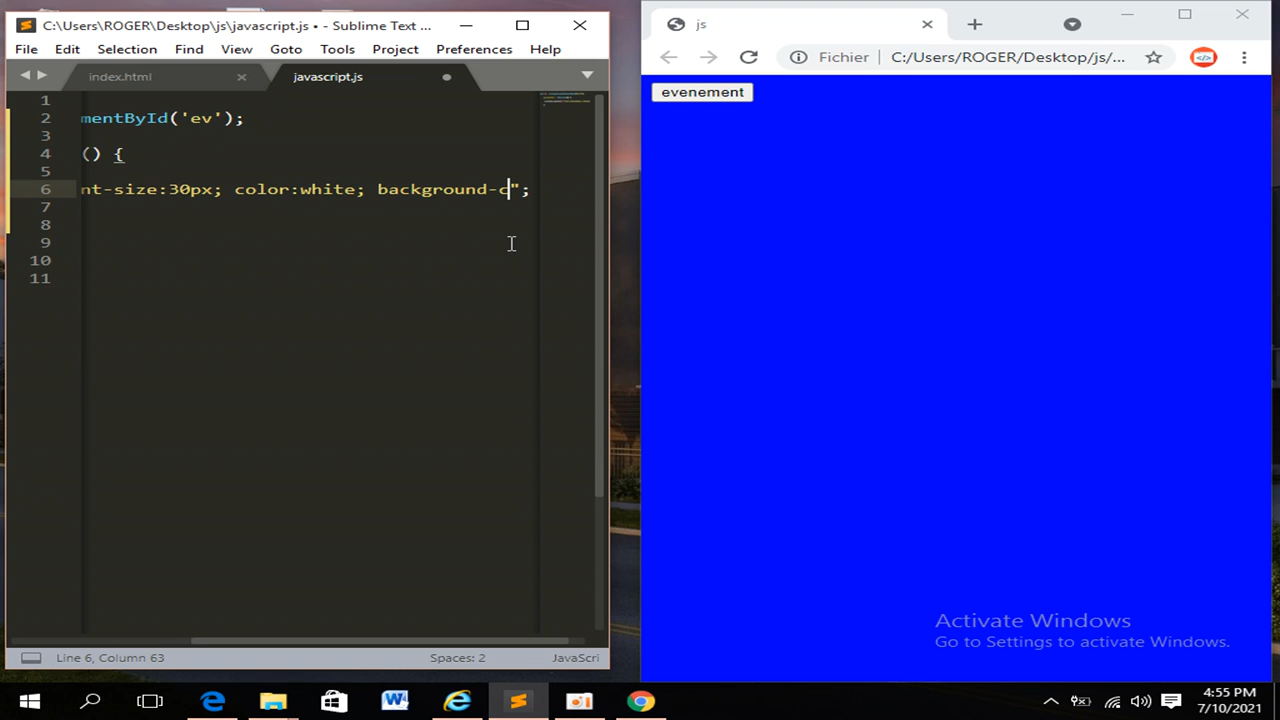 C:\Users\ROGER\Desktop\js\javascript.js • - Sublime Text ...
File Edit Selection Find View Goto Tools Project Preferences Help
index.html × javascript.js
1
2 mentById('ev');
3
4 () {
5
6 nt-size:30px; color:white; background-c";
7
8
9
10
11
Line 6, Column 63 Spaces: 2 JavaScri
js
Fichier C:/Users/ROGER/Desktop/js/...
evenement
Activate Windows
Go to Settings to activate Windows.
4:55 PM
7/10/2021